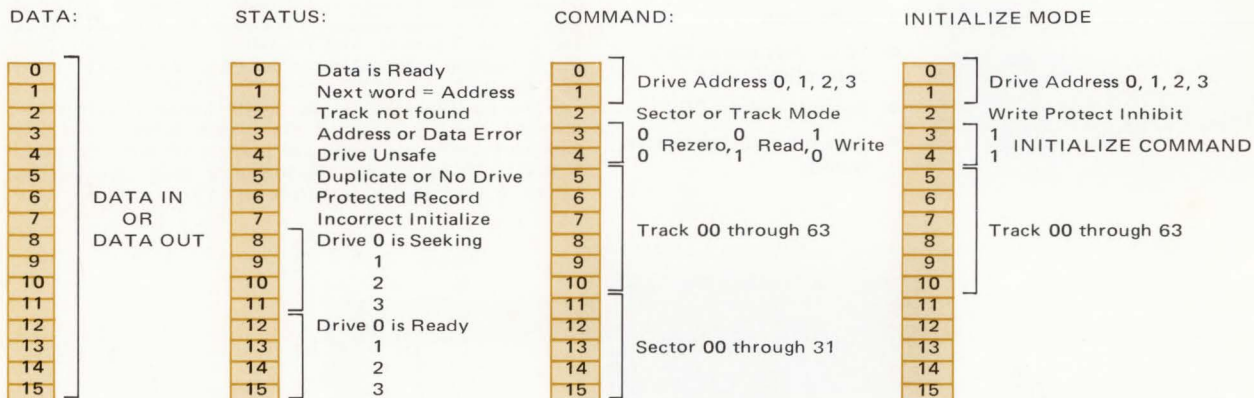 DATA:
0
1
2
3
4
5
6
7
8
9
10
11
12
13
14
15
DATA IN
OR
DATA OUT
STATUS:
0 Data is Ready
1 Next word = Address
2 Track not found
3 Address or Data Error
4 Drive Unsafe
5 Duplicate or No Drive
6 Protected Record
7 Incorrect Initialize
8 Drive 0 is Seeking
9 1
10 2
11 3
12 Drive 0 is Ready
13 1
14 2
15 3
COMMAND:
0
1
Drive Address 0, 1, 2, 3
2 Sector or Track Mode
3 0 0 1
Rezero, Read, Write
4 0 1 0
5
6
7
Track 00 through 63
8
9
10
11
12
13 Sector 00 through 31
14
15
INITIALIZE MODE
0
1
Drive Address 0, 1, 2, 3
2 Write Protect Inhibit
3 1
INITIALIZE COMMAND
4 1
5
6
7
Track 00 through 63
8
9
10
11
12
13
14
15